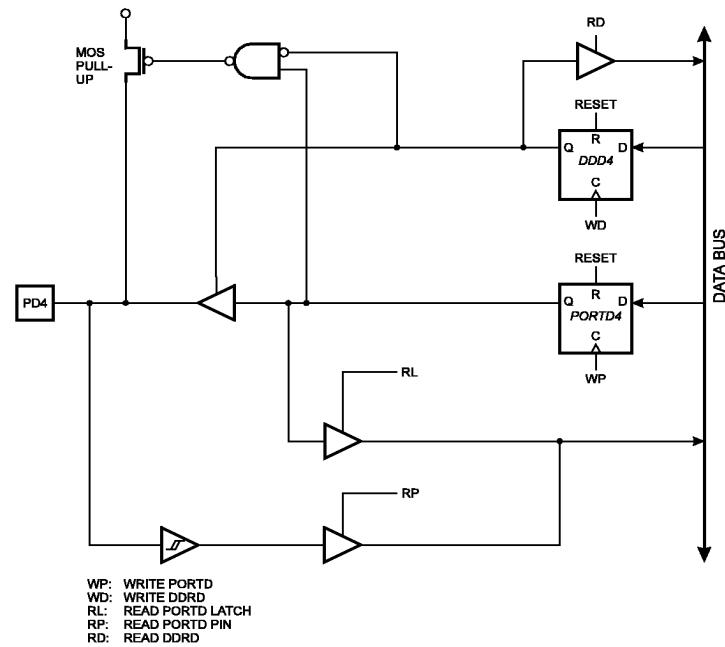 RD
MOS
PULL-
UP
RESET
R
Q
D
DDD4
C
WD
DATA BUS
RESET
PD4
Q
R
D
PORTD4
C
WP
RL
RP
WP: WRITE PORTD
WD: WRITE DDRD
RL: READ PORTD LATCH
RP: READ PORTD PIN
RD: READ DDRD